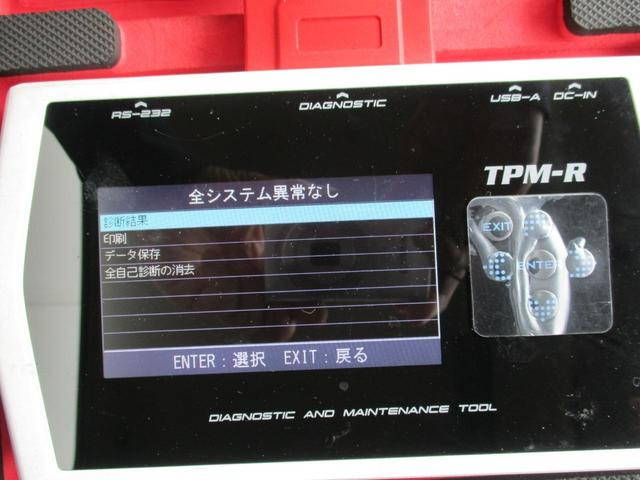 RS-232 DIAGNOSTIC USB-A DC-IN
TPM-R
全システム異常なし
診断結果
印刷
データ保存
全自己診断の消去
EXIT
ENTER
ENTER：選択 EXIT：戻る
DIAGNOSTIC AND MAINTENANCE TOOL